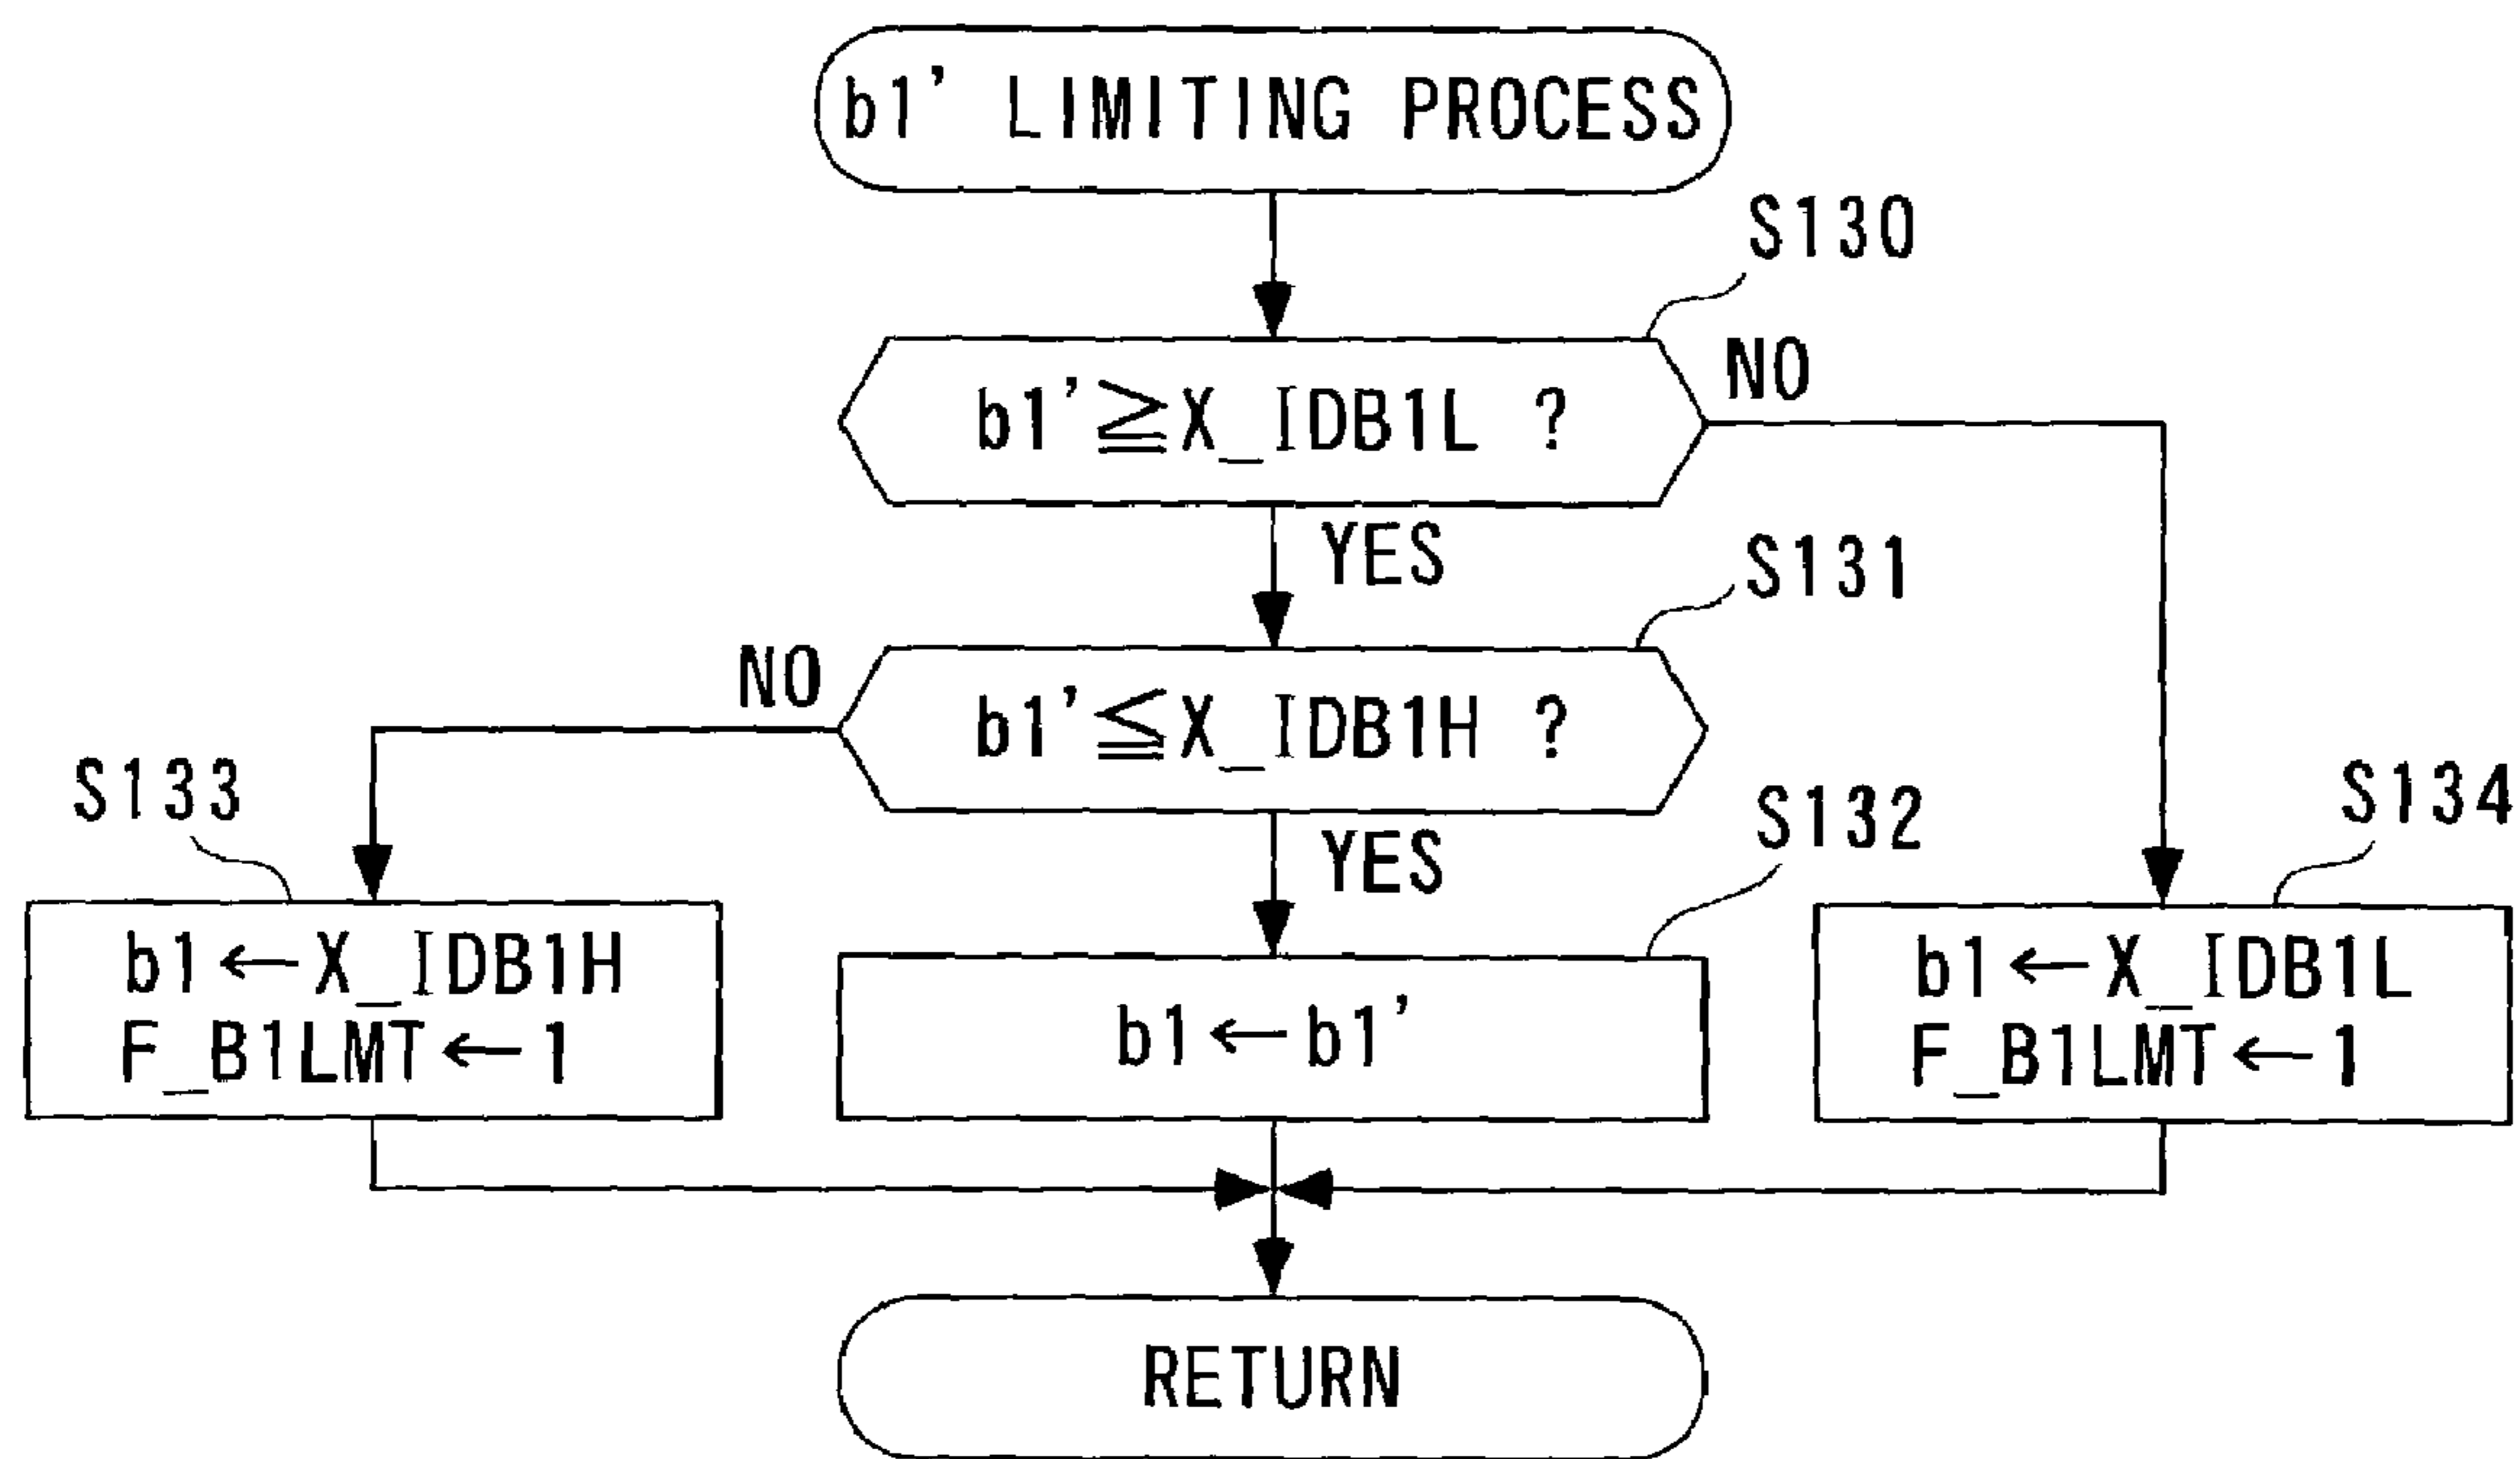 b1' LIMITING PROCESS
S130
b1'≧X_IDB1L ?
NO
YES
S131
b1'≦X_IDB1H ?
NO
YES
S133
b1←X_IDB1H
F_B1LMT←1
S132
b1←b1'
S134
b1←X_IDB1L
F_B1LMT←1
RETURN